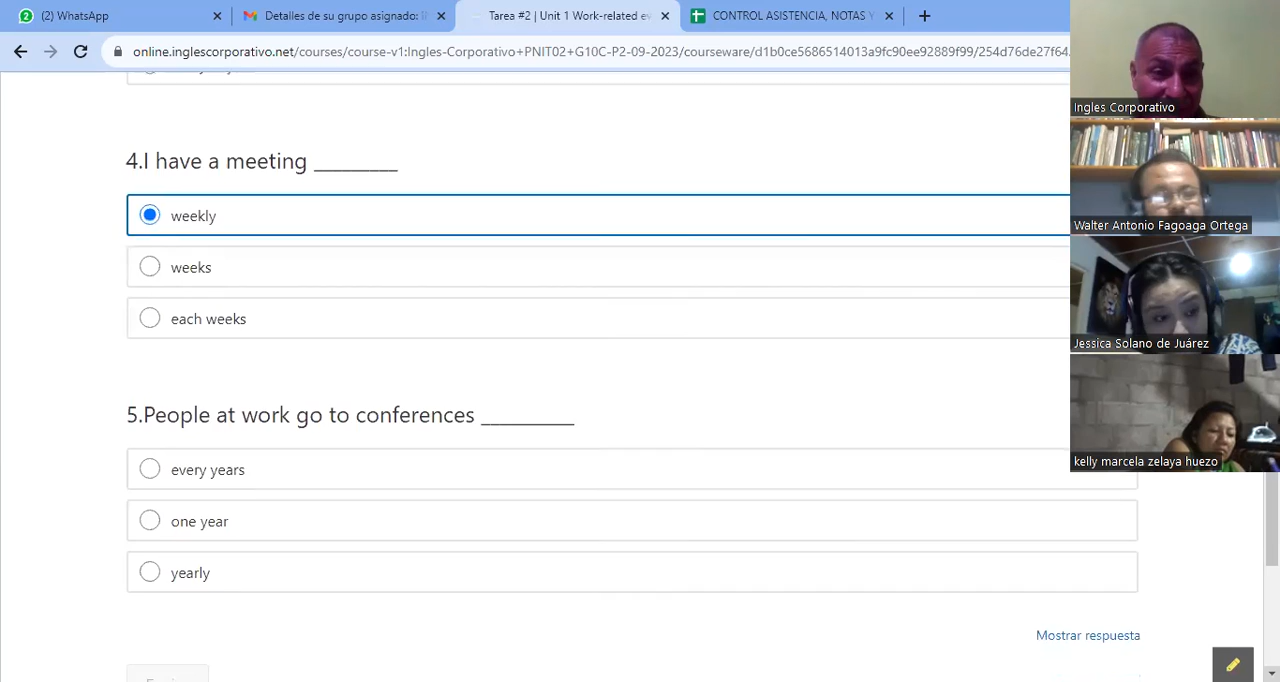 (2) WhatsApp
Detalles de su grupo asignado: fi
Tarea #2 | Unit 1 Work-related e
CONTROL ASISTENCIA, NOTAS Y
online.inglescorporativo.net/courses/course-v1:Ingles-Corporativo+PNIT02+G10C-P2-09-2023/courseware/d1b0ce5686514013a9fc90ee92889f99/254d76de27f64
Ingles Corporativo
4.I have a meeting _________
weekly
weeks
each weeks
Walter Antonio Fagoaga Ortega
Jessica Solano de Juárez
5.People at work go to conferences __________
every years
one year
yearly
kelly marcela zelaya huezo
Mostrar respuesta